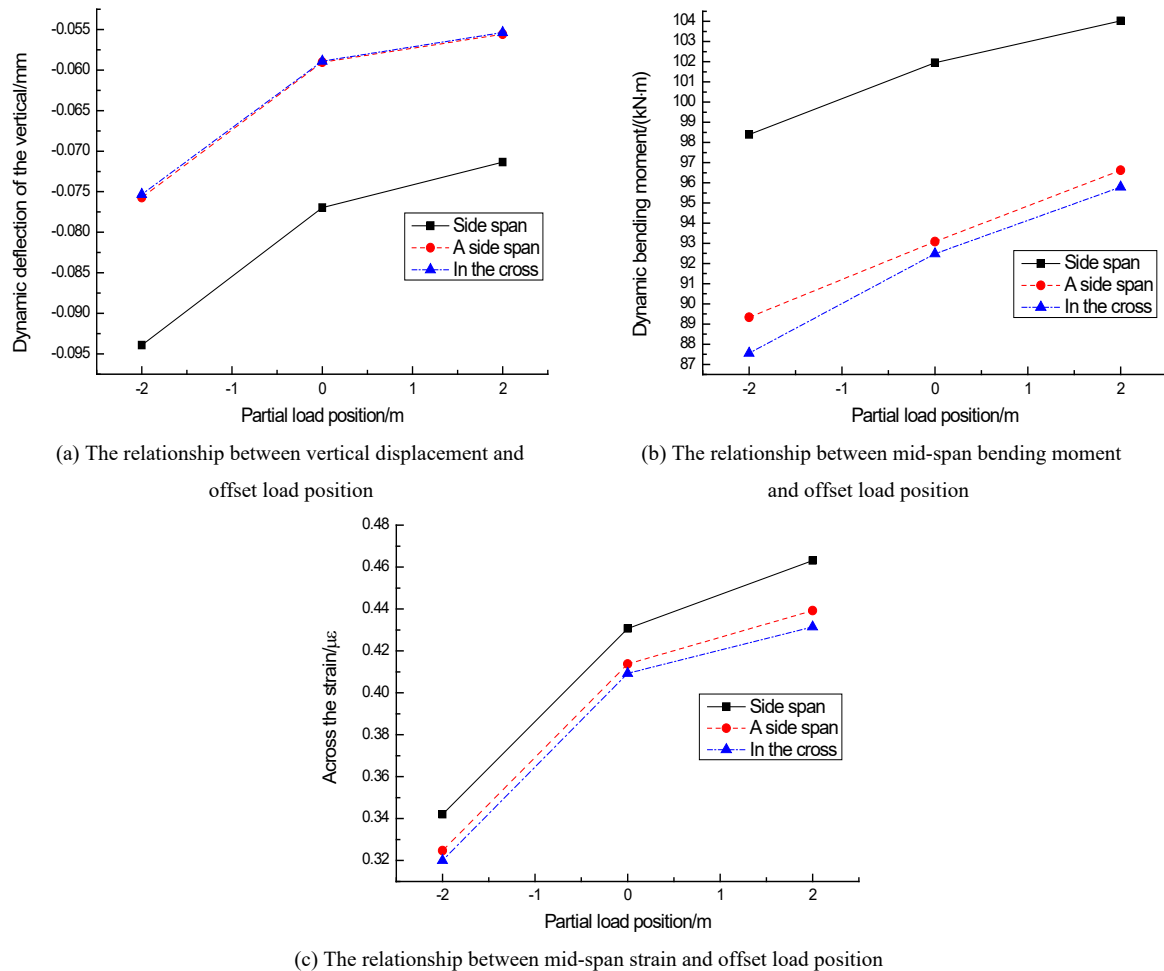 -0.055
-0.060
-0.065
-0.070
-0.075
-0.080
-0.085
-0.090
-0.095
Dynamic deflection of the vertical/mm
Side span
A side span
In the cross
-2
-1
0
1
2
Partial load position/m
(a) The relationship between vertical displacement and
offset load position
104
104
103
102
101
100
99
98
97
96
95
94
93
92
91
90
89
88
87
Dynamic bending moment/(kN·m)
Side span
A side span
In the cross
-2
-1
0
1
2
Partial load position/m
(b) The relationship between mid-span bending moment
and offset load position
0.48
0.46
0.44
0.42
0.40
0.38
0.36
0.34
0.32
Across the strain/με
Side span
A side span
In the cross
-2
-1
0
1
2
Partial load position/m
(c) The relationship between mid-span strain and offset load position